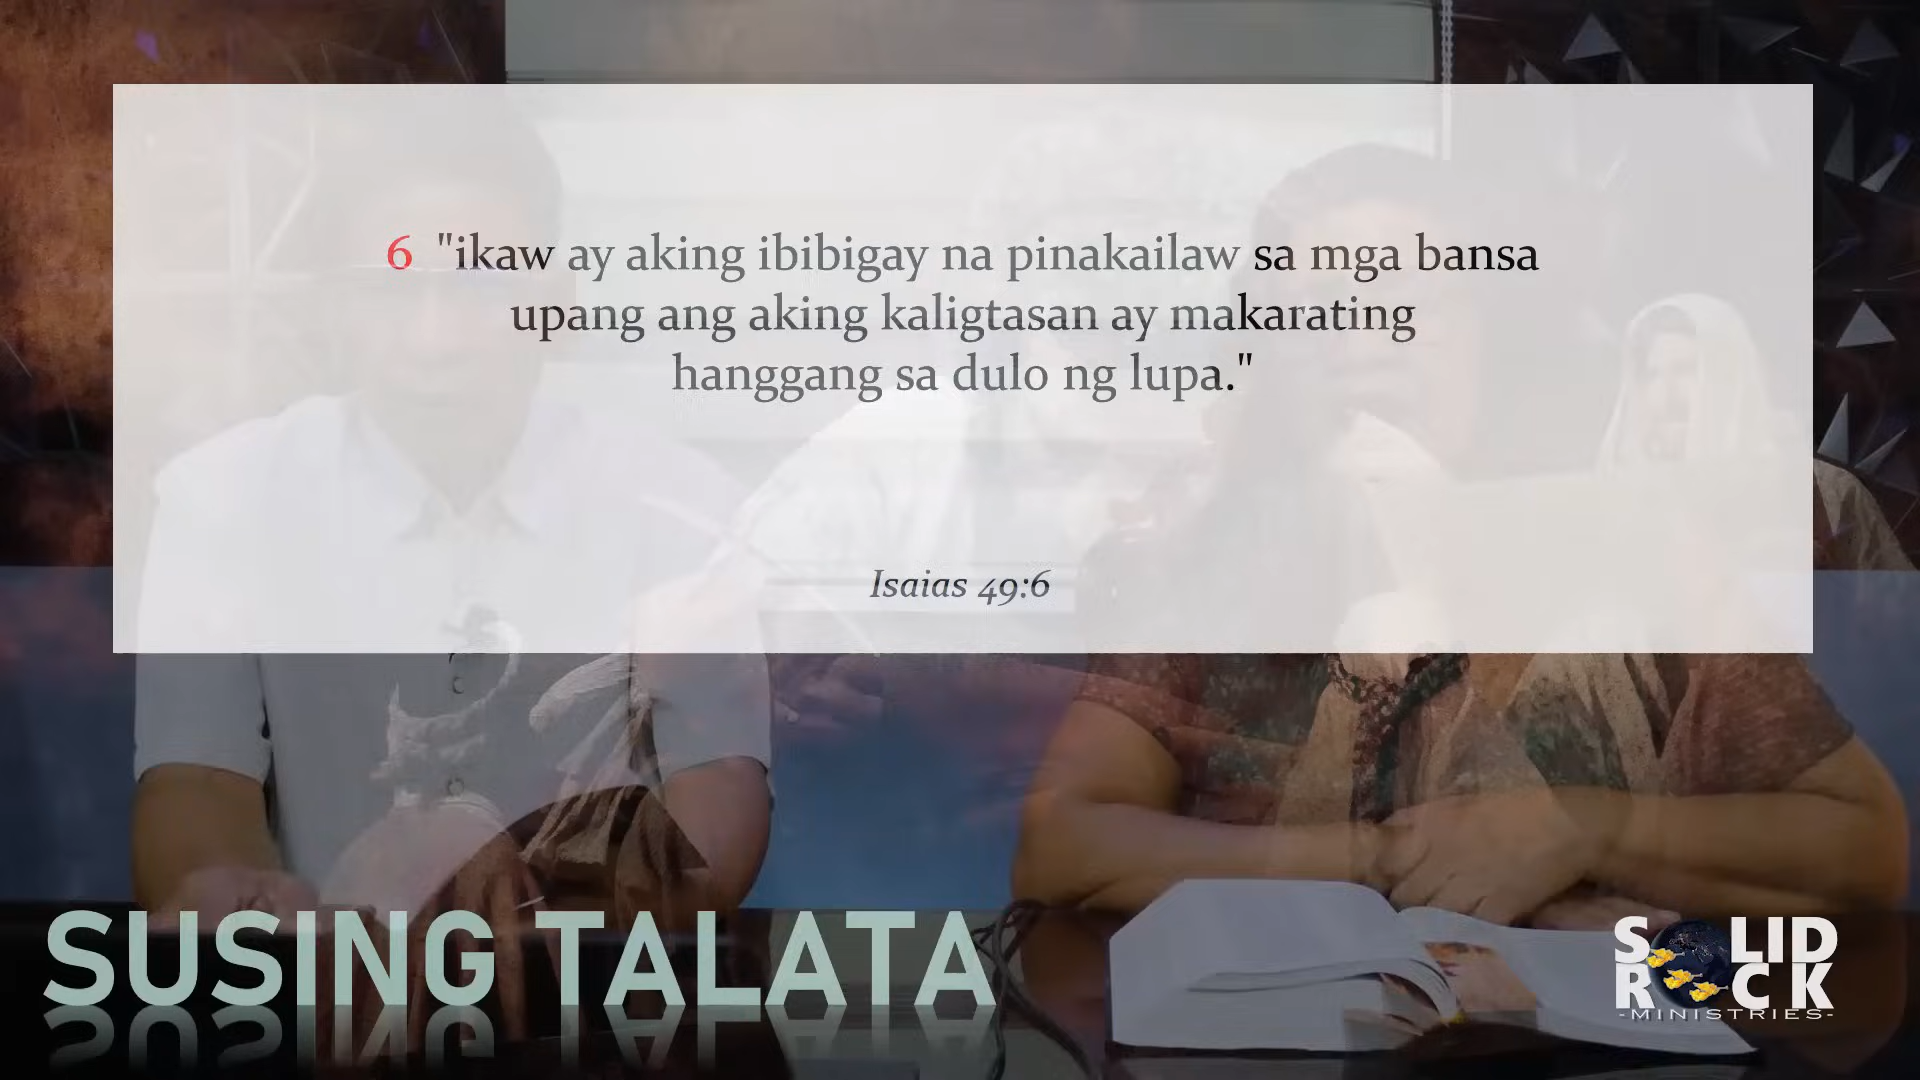 6 "ikaw ay aking ibibigay na pinakailaw sa mga bansa
upang ang aking kaligtasan ay makarating
hanggang sa dulo ng lupa."
Isaias 49:6
SUSING TALATA
SOLID
ROCK
-MINISTRIES-